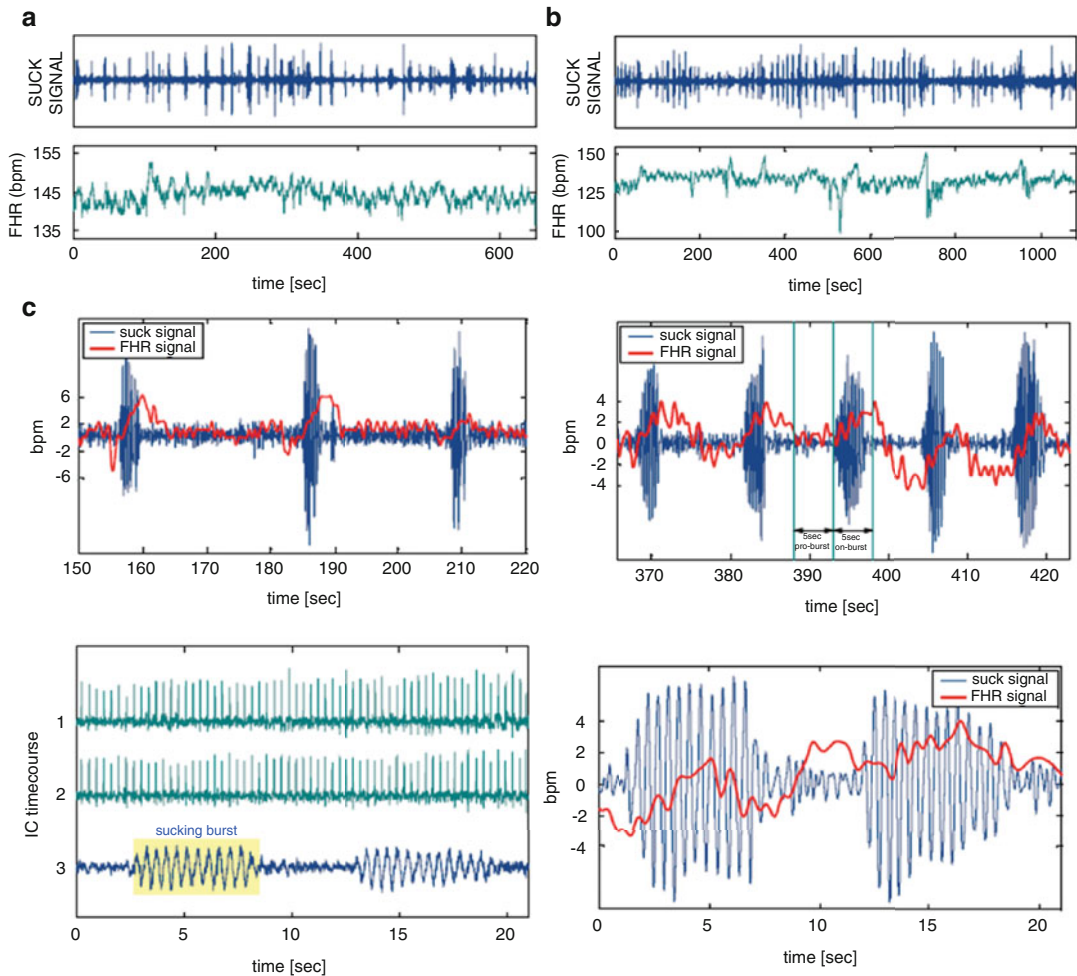 a
SUCK SIGNAL
FHR (bpm)
155
145
135
0 200 400 600
time [sec]
b
SUCK SIGNAL
FHR (bpm)
150
125
100
0 200 400 600 800 1000
time [sec]
c
suck signal
FHR signal
bpm
6
2
-2
-6
150 160 170 180 190 200 210 220
time [sec]
suck signal
FHR signal
bpm
4
2
0
-2
-4
5sec pro-burst
5sec on-burst
370 380 390 400 410 420
time [sec]
IC timecourse
1
2
sucking burst
3
0 5 10 15 20
time [sec]
suck signal
FHR signal
bpm
4
2
0
-2
-4
0 5 10 15 20
time [sec]